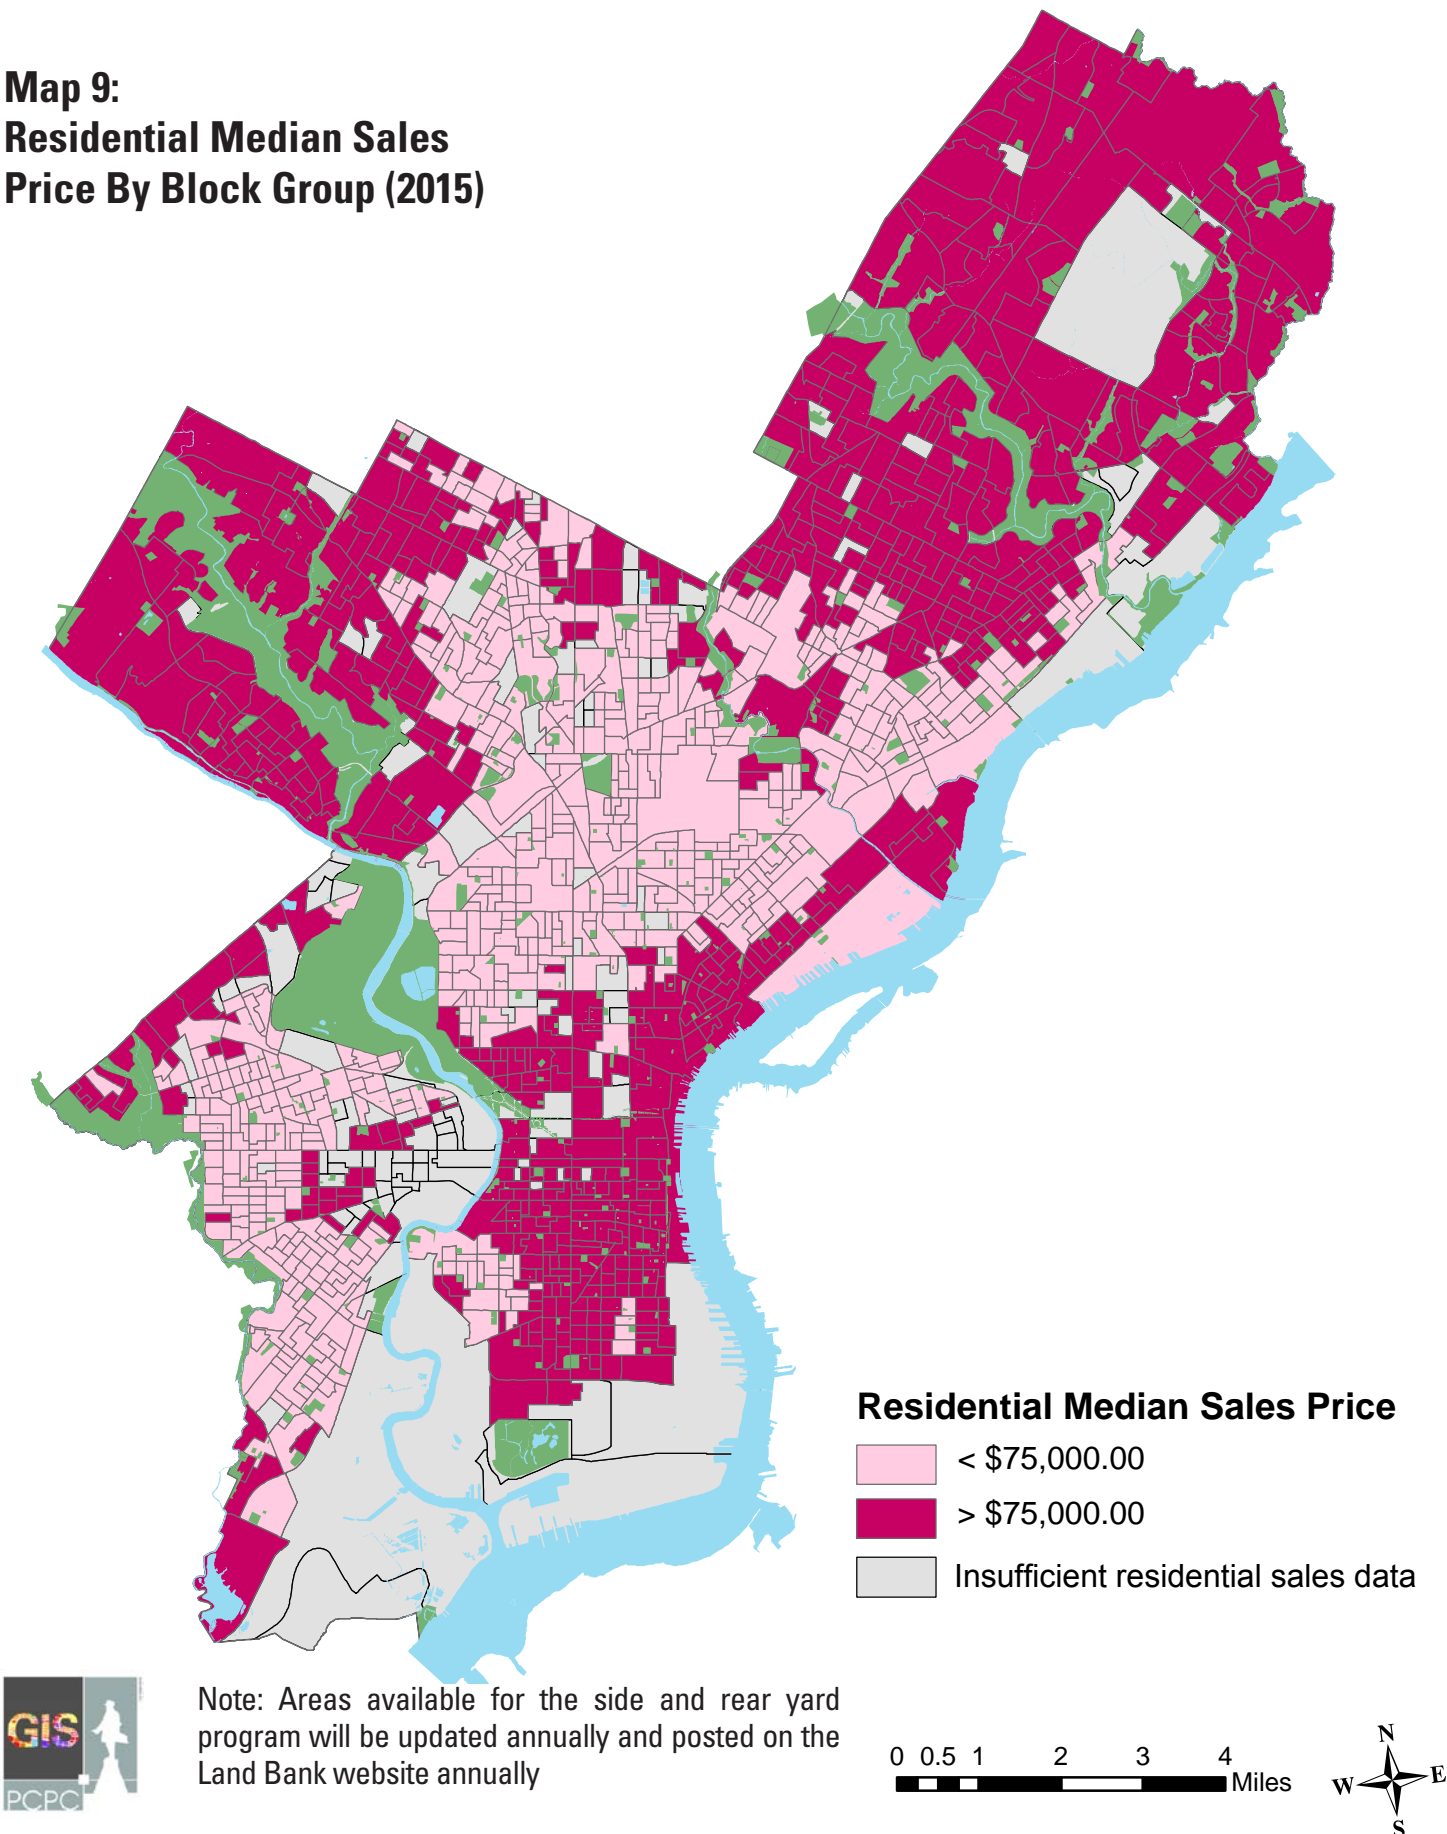 Map 9:
Residential Median Sales
Price By Block Group (2015)
Residential Median Sales Price
< $75,000.00
> $75,000.00
Insufficient residential sales data
GIS
PCPC
Note: Areas available for the side and rear yard
program will be updated annually and posted on the
Land Bank website annually
0 0.5 1 2 3 4
Miles
N
W E
S